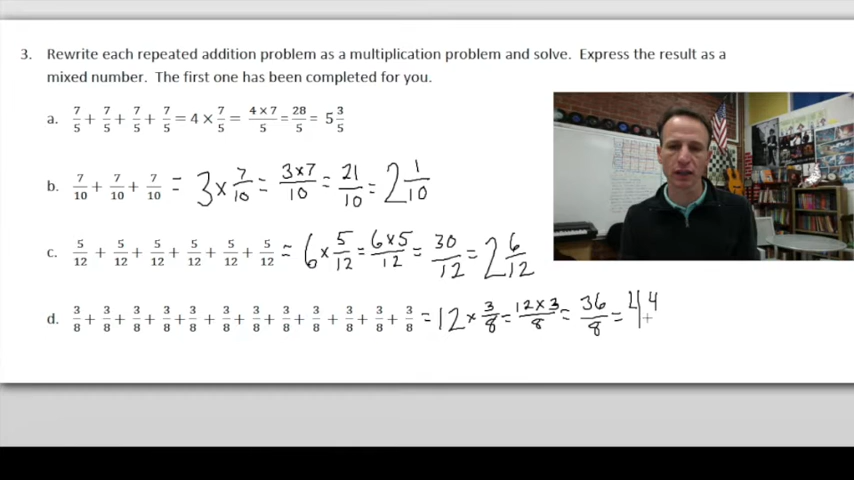 3. Rewrite each repeated addition problem as a multiplication problem and solve. Express the result as a
mixed number. The first one has been completed for you.
a. 7/5 + 7/5 + 7/5 + 7/5 = 4 × 7/5 = 4 × 7/5 = 28/5 = 5 3/5
b. 7/10 + 7/10 + 7/10 = 3 × 7/10 = 3×7/10 = 21/10 = 2 1/10
c. 5/12 + 5/12 + 5/12 + 5/12 + 5/12 + 5/12 = 6 × 5/12 = 6×5/12 = 30/12 = 2 6/12
d. 3/8 + 3/8 + 3/8 + 3/8 + 3/8 + 3/8 + 3/8 + 3/8 + 3/8 + 3/8 + 3/8 + 3/8 = 12 × 3/8 = 12×3/8 = 36/8 = 4 4